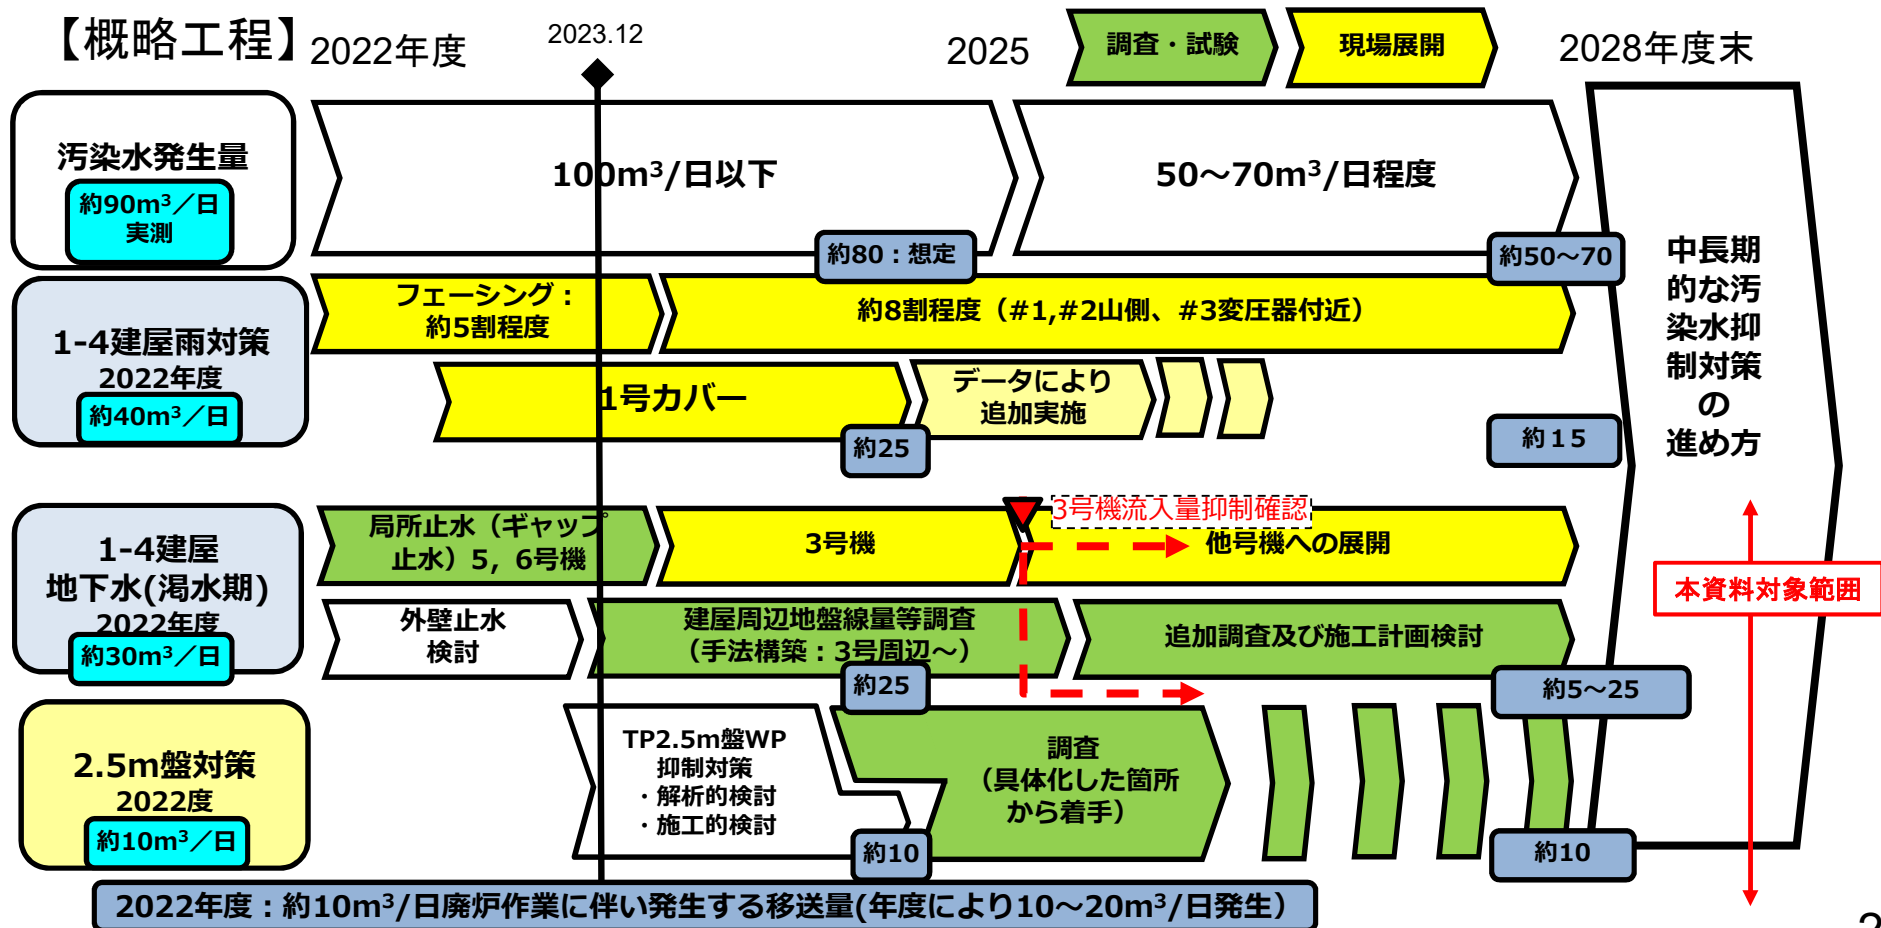 【概略工程】
2022年度
2023.12
2025
調査・試験
現場展開
2028年度末
汚染水発生量
約90m³／日
実測
100m³/日以下
50～70m³/日程度
約80：想定
約50～70
1-4建屋雨対策
2022年度
約40m³／日
フェーシング：
約5割程度
約8割程度（#1,#2山側、#3変圧器付近）
1号カバー
データにより
追加実施
約25
約１５
1-4建屋
地下水(渇水期)
2022年度
約30m³／日
局所止水（ギャップ
止水）5，6号機
3号機
3号機流入量抑制確認
他号機への展開
外壁止水
検討
建屋周辺地盤線量等調査
（手法構築：3号周辺～）
追加調査及び施工計画検討
約25
約5～25
2.5m盤対策
2022度
約10m³／日
TP2.5m盤WP
抑制対策
・解析的検討
・施工的検討
調査
（具体化した箇所
から着手）
約10
約10
中長期
的な汚
染水抑
制対策
の
進め方
本資料対象範囲
2022年度：約10m³/日廃炉作業に伴い発生する移送量(年度により10～20m³/日発生）
2